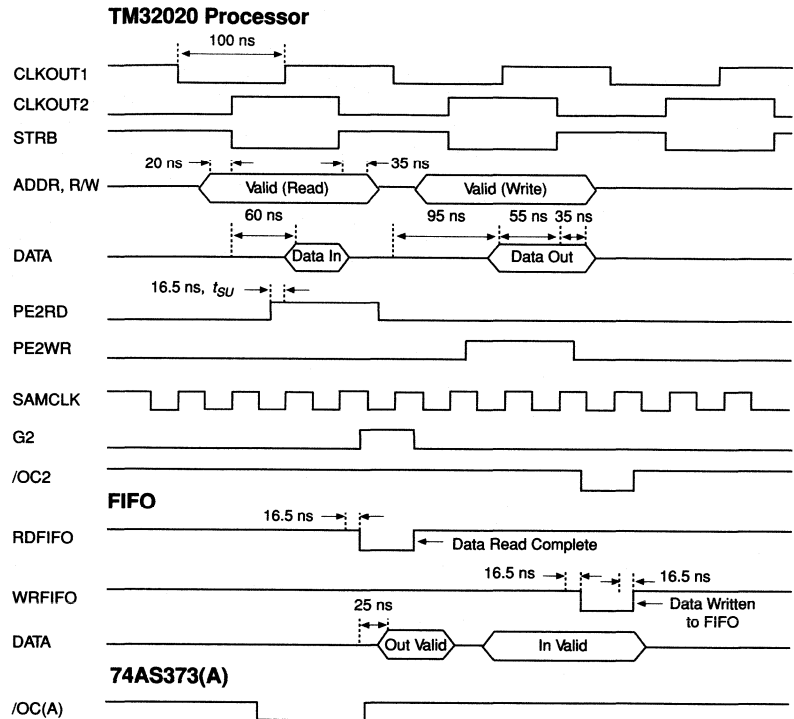 TM32020 Processor
100 ns
CLKOUT1
CLKOUT2
STRB
20 ns
35 ns
ADDR, R/W
Valid (Read)
Valid (Write)
60 ns
95 ns
55 ns
35 ns
DATA
Data In
Data Out
16.5 ns, tSU
PE2RD
PE2WR
SAMCLK
G2
/OC2
FIFO
16.5 ns
RDFIFO
Data Read Complete
16.5 ns
16.5 ns
WRFIFO
Data Written
to FIFO
25 ns
DATA
Out Valid
In Valid
74AS373(A)
/OC(A)